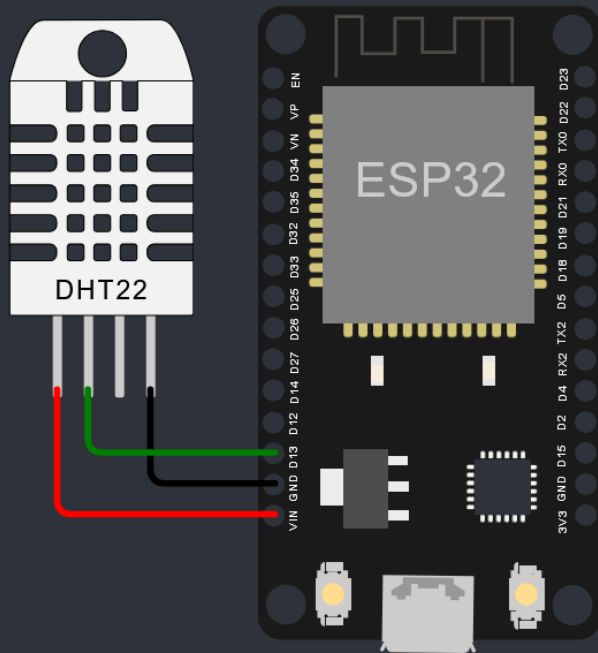 DHT22
ESP32
EN
VP
VN
D34
D35
D32
D33
D25
D26
D27
D14
D12
D13
GND
VIN
D23
D22
TX0
RX0
D21
D19
D18
D5
TX2
RX2
D4
D2
D15
GND
3V3